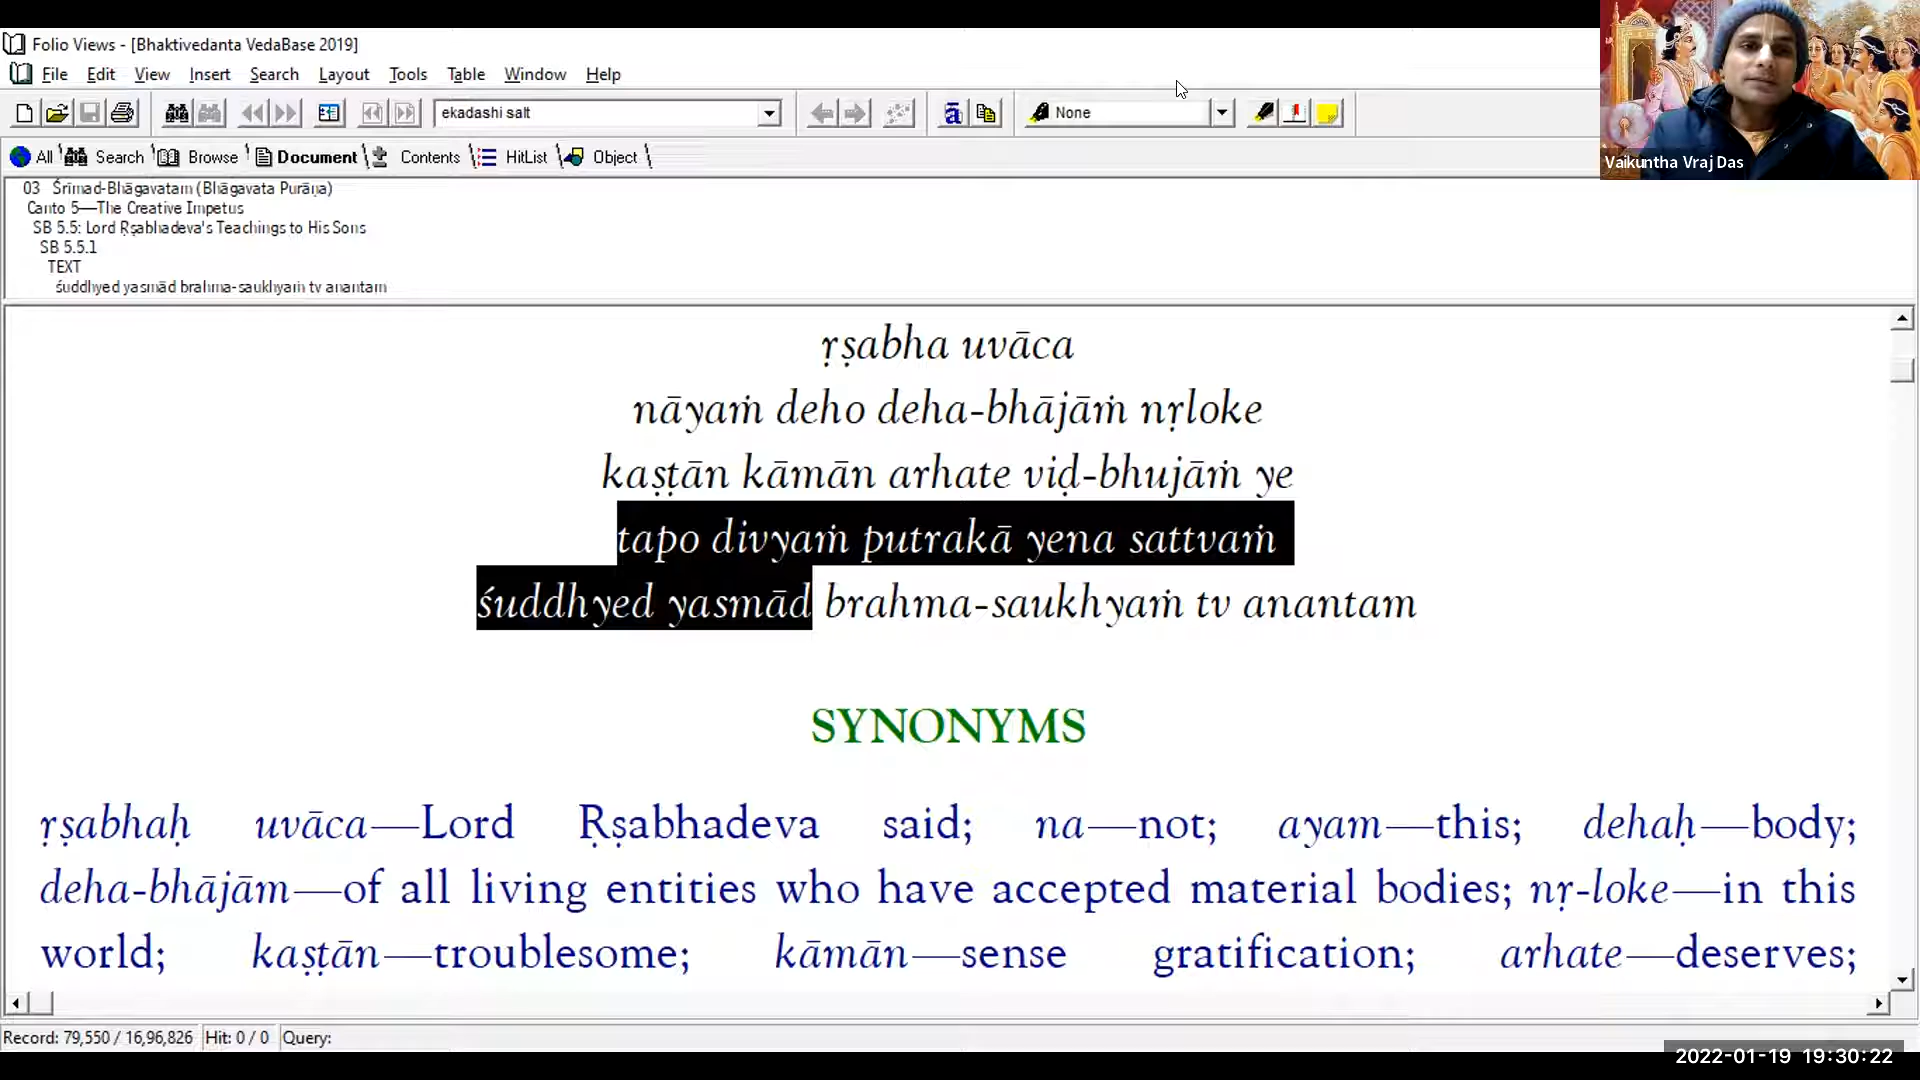 Folio Views - [Bhaktivedanta VedaBase 2019]
File Edit View Insert Search Layout Tools Table Window Help
ekadashi salt
None
All Search Browse Document Contents HitList Object
Vaikuntha Vraj Das
03 Śrīmad-Bhāgavatam (Bhāgavata Purāṇa)
Canto 5—The Creative Impetus
SB 5.5: Lord Ṛṣabhadeva's Teachings to His Sons
SB 5.5.1
TEXT
śuddhyed yasmād brahma-saukhyaṁ tv anantam
ṛṣabha uvāca
nāyaṁ deho deha-bhājāṁ nṛloke
kaṣṭān kāmān arhate viḍ-bhujāṁ ye
tapo divyaṁ putrakā yena sattvaṁ
śuddhyed yasmād brahma-saukhyaṁ tv anantam
SYNONYMS
ṛṣabhaḥ uvāca—Lord Ṛṣabhadeva said; na—not; ayam—this; dehaḥ—body;
deha-bhājām—of all living entities who have accepted material bodies; nṛ-loke—in this
world; kaṣṭān—troublesome; kāmān—sense gratification; arhate—deserves;
Record: 79,550 / 16,96,826 Hit: 0 / 0 Query:
2022-01-19 19:30:22